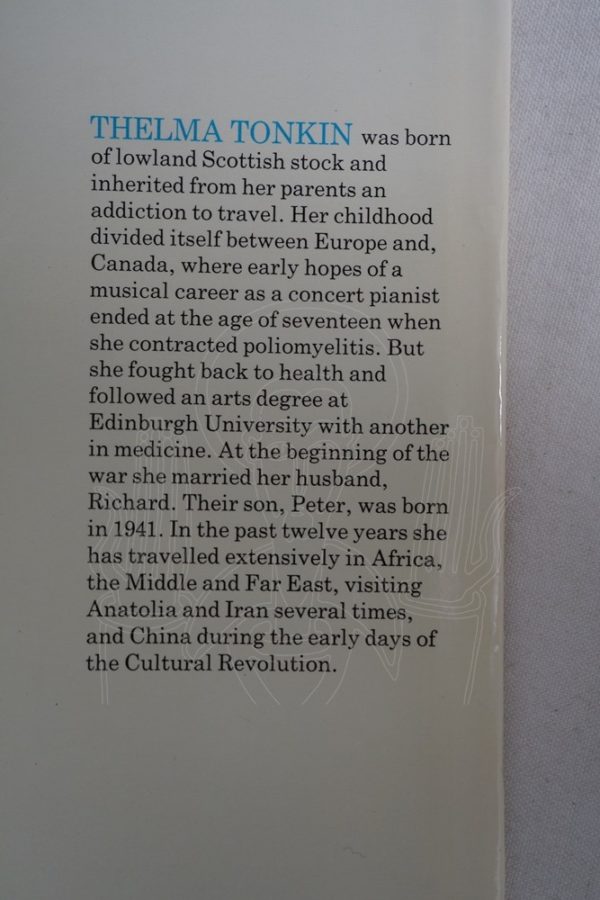 THELMA TONKIN was born
of lowland Scottish stock and
inherited from her parents an
addiction to travel. Her childhood
divided itself between Europe and,
Canada, where early hopes of a
musical career as a concert pianist
ended at the age of seventeen when
she contracted poliomyelitis. But
she fought back to health and
followed an arts degree at
Edinburgh University with another
in medicine. At the beginning of the
war she married her husband,
Richard. Their son, Peter, was born
in 1941. In the past twelve years she
has travelled extensively in Africa,
the Middle and Far East, visiting
Anatolia and Iran several times,
and China during the early days of
the Cultural Revolution.